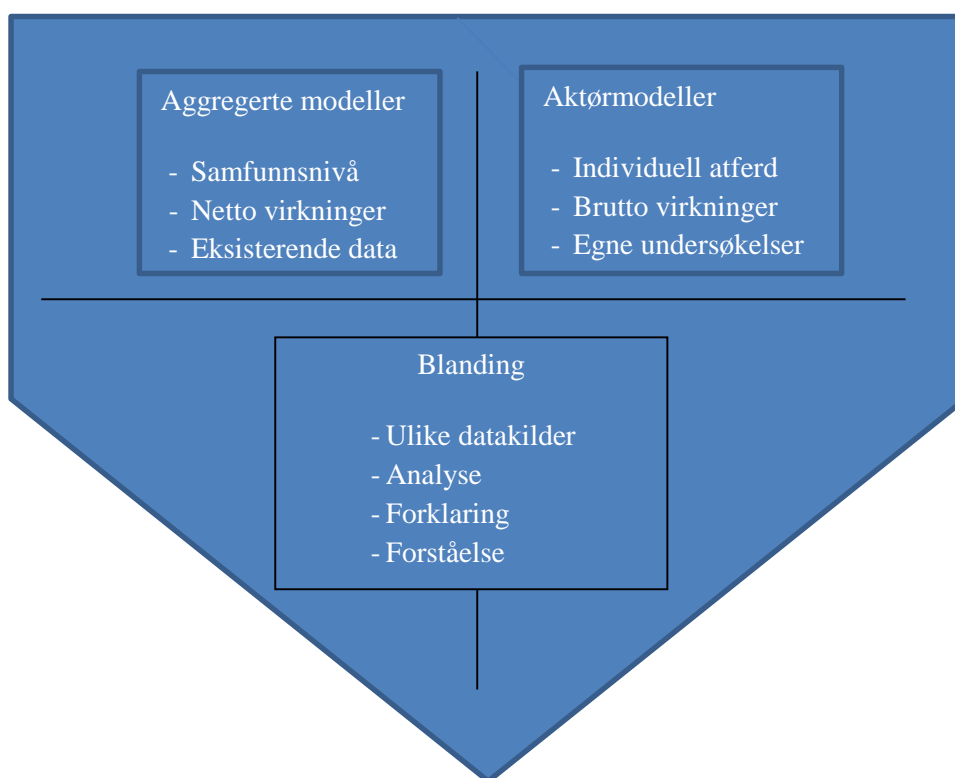 Aggregerte modeller
- Samfunnsnivå
- Netto virkninger
- Eksisterende data
Aktørmodeller
- Individuell atferd
- Brutto virkninger
- Egne undersøkelser
Blanding
- Ulike datakilder
- Analyse
- Forklaring
- Forståelse